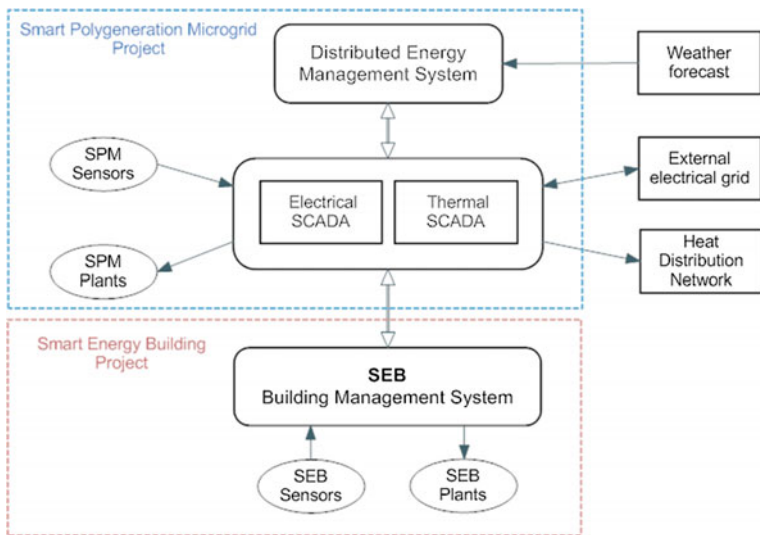 Smart Polygeneration Microgrid
Project
Distributed Energy
Management System
Weather
forecast
SPM
Sensors
Electrical
SCADA
Thermal
SCADA
External
electrical grid
SPM
Plants
Heat
Distribution
Network
Smart Energy Building
Project
SEB
Building Management System
SEB
Sensors
SEB
Plants